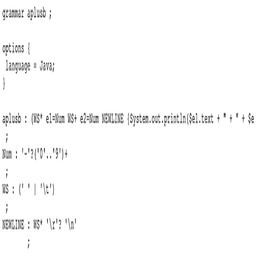 grammar aplusb ;
options {
language = Java;
}
aplusb : (WS* e1=Num WS+ e2=Num NEWLINE {System.out.println($e1.text + " + " + $e
;
Num : '-'?('0'..'9')+
;
WS : (' ' | '\t')
;
NEWLINE : WS* '\r'? '\n'
;